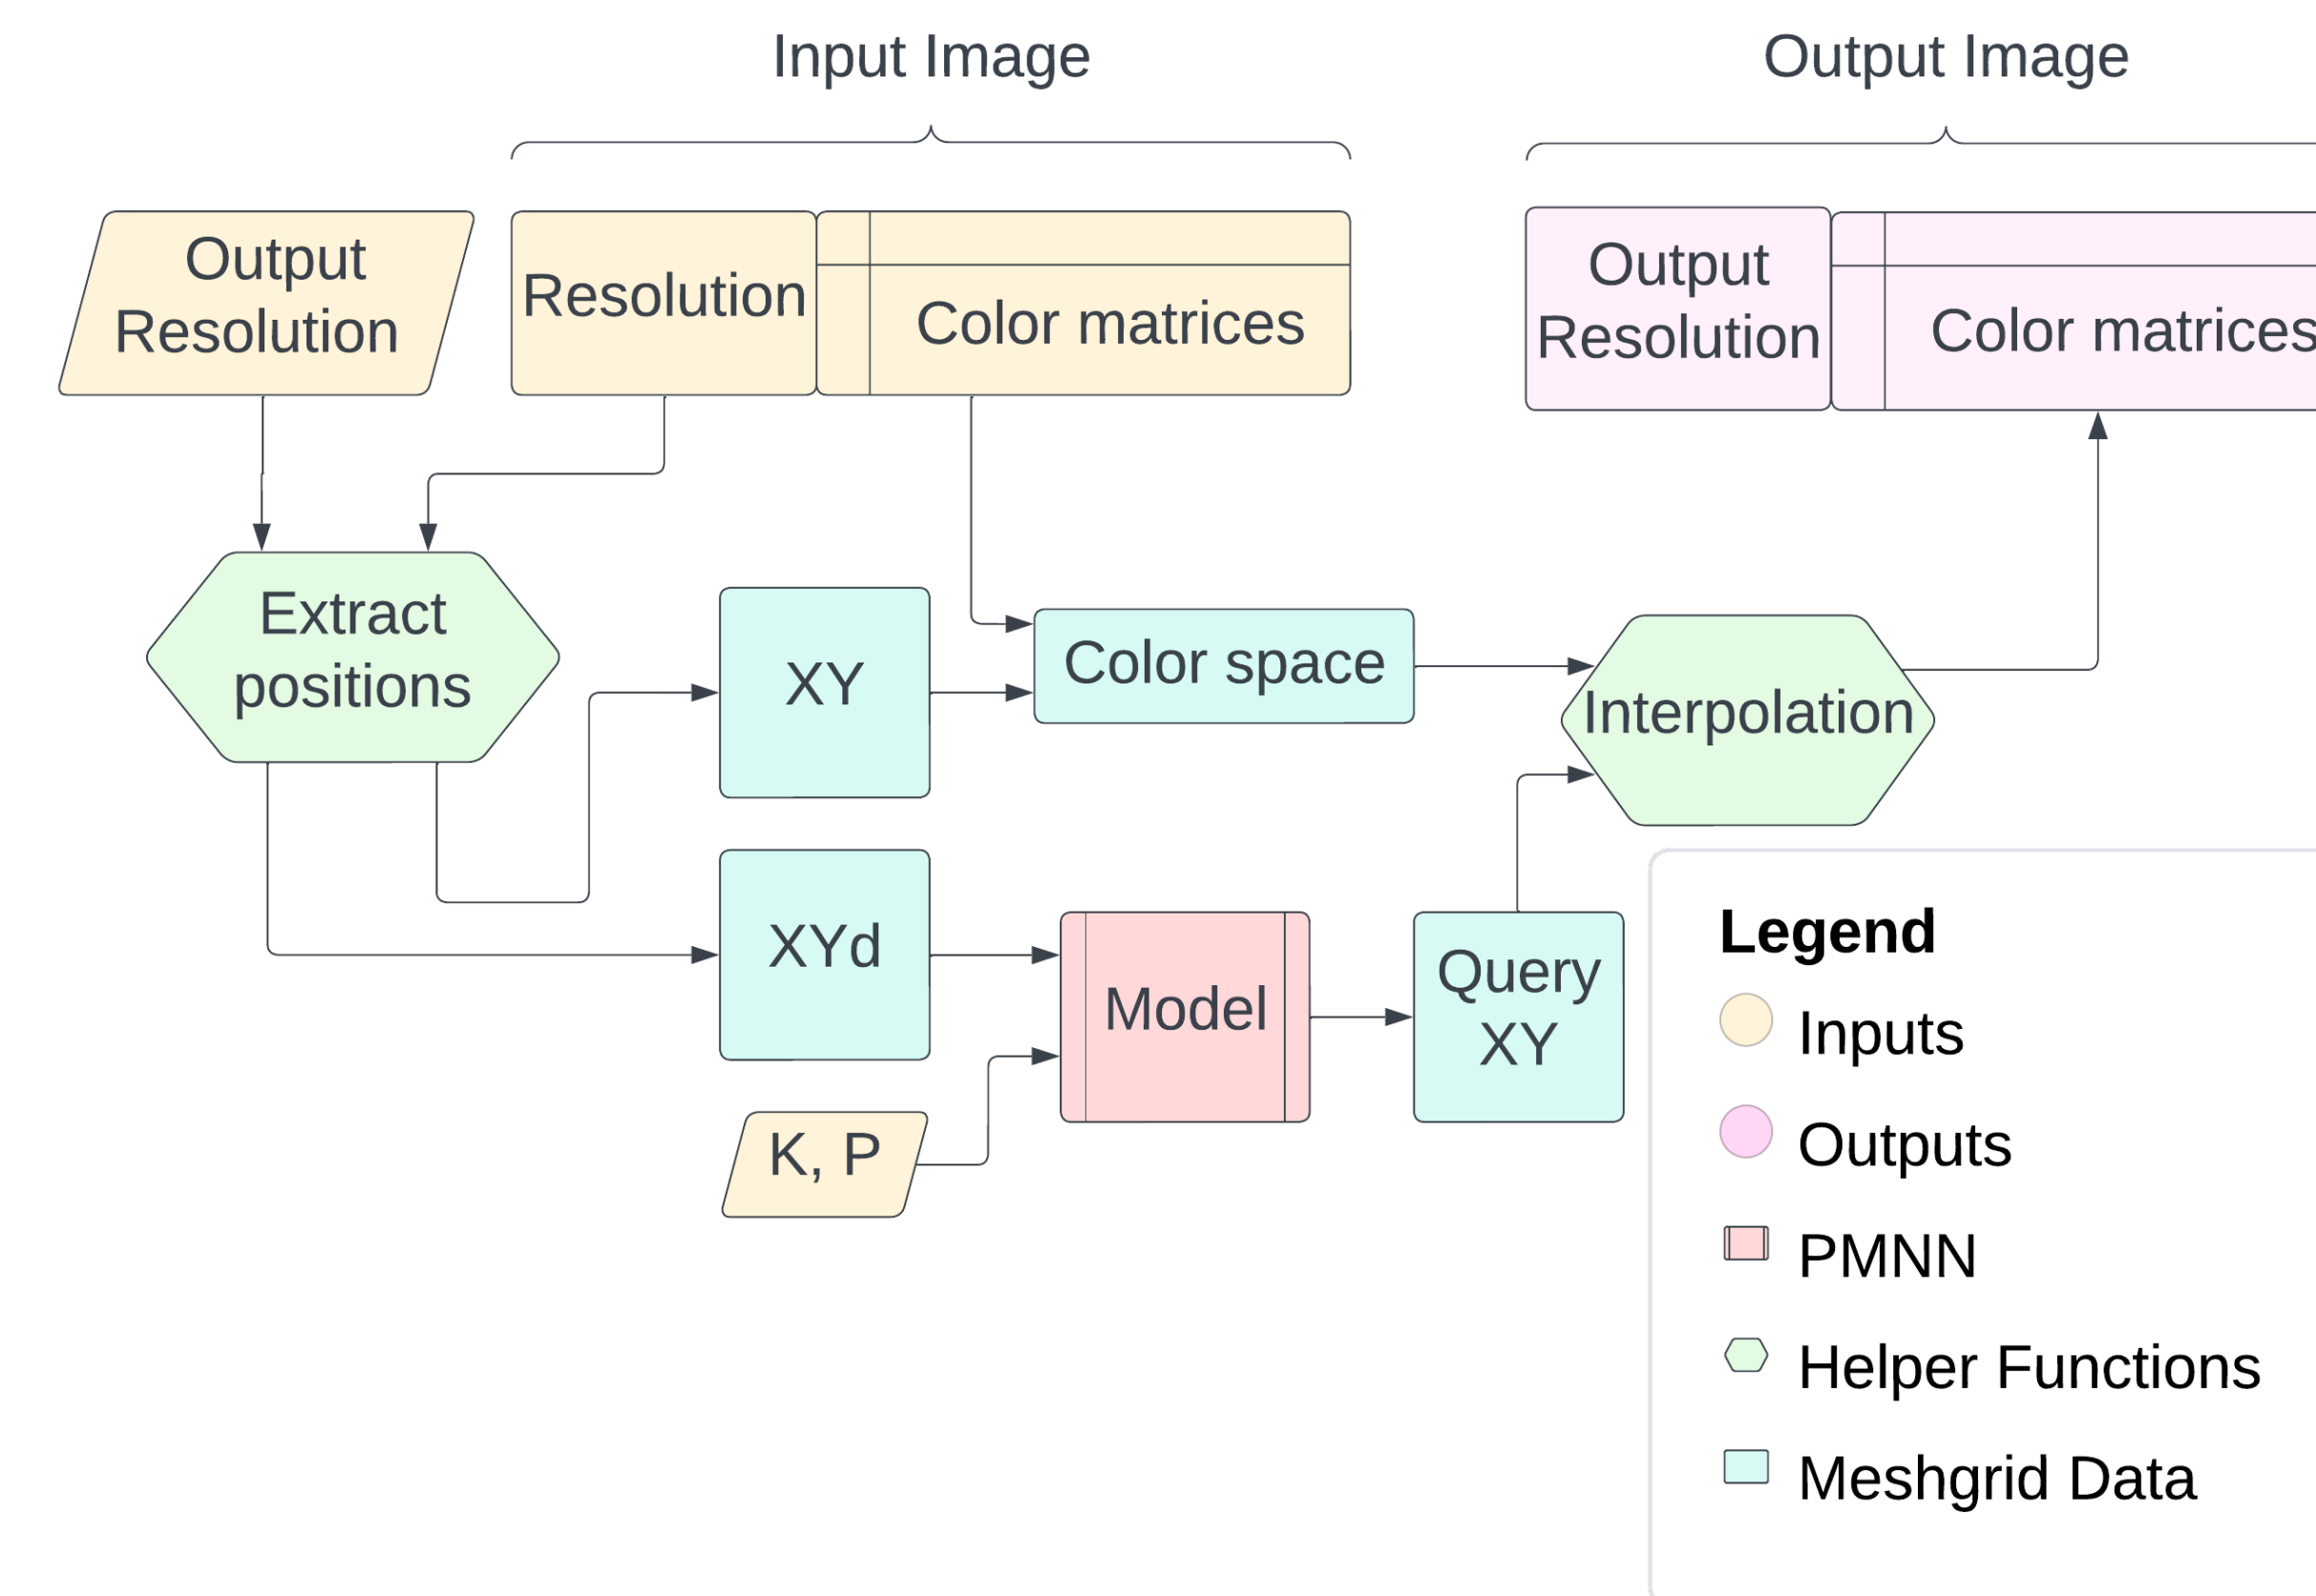 Input Image
Output Image
Output
Resolution
Resolution
Color matrices
Output
Resolution
Color matrices
Extract
positions
XY
Color space
Interpolation
XYd
Model
Query
XY
K, P
Legend
Inputs
Outputs
PMNN
Helper Functions
Meshgrid Data